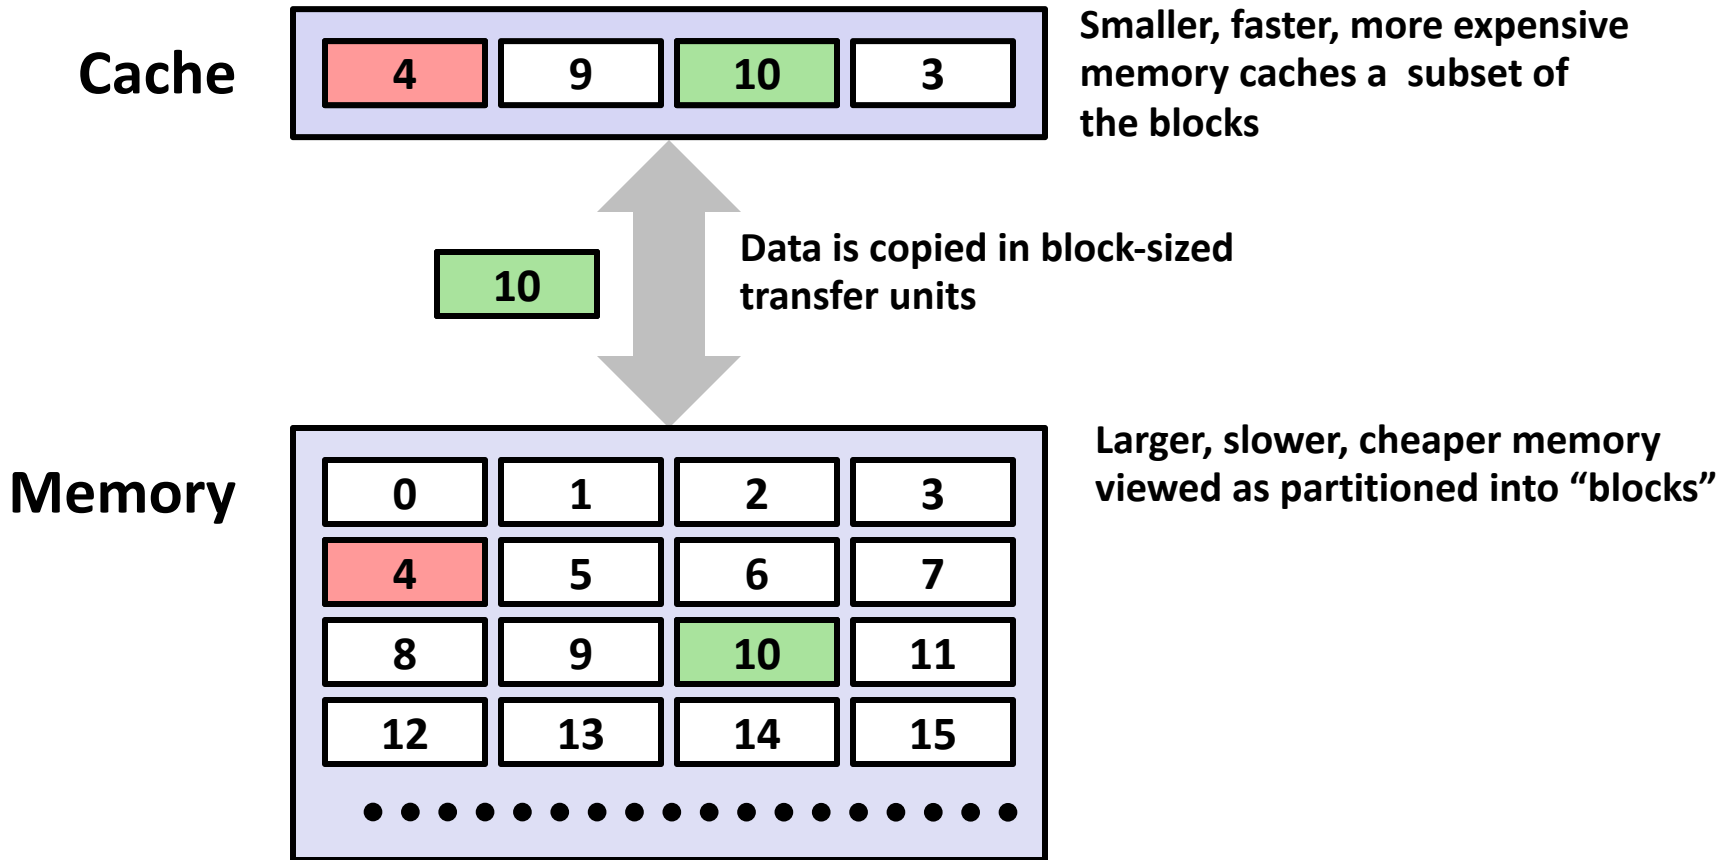 Cache
4 9 10 3
Smaller, faster, more expensive
memory caches a  subset of
the blocks
10
Data is copied in block-sized
transfer units
Memory
Larger, slower, cheaper memory
viewed as partitioned into “blocks”
0 1 2 3
4 5 6 7
8 9 10 11
12 13 14 15